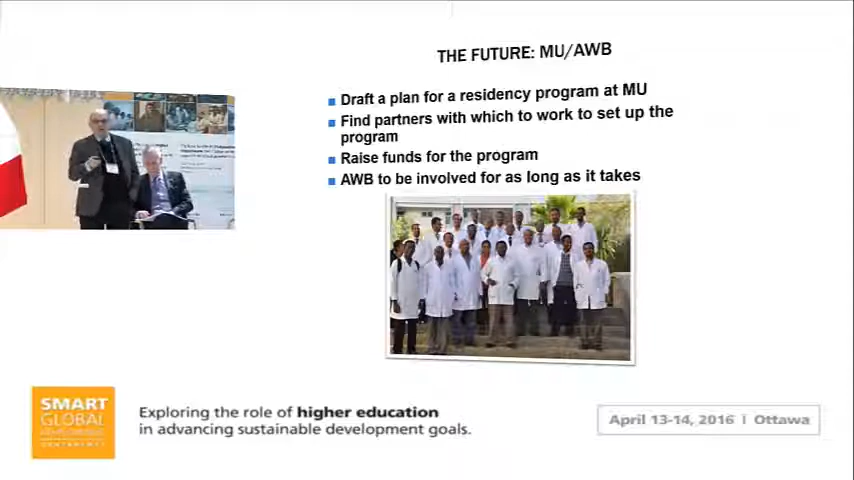 THE FUTURE: MU/AWB
Draft a plan for a residency program at MU
Find partners with which to work to set up the
program
Raise funds for the program
AWB to be involved for as long as it takes
SMART
GLOBAL
Exploring the role of higher education
in advancing sustainable development goals.
April 13-14, 2016 | Ottawa